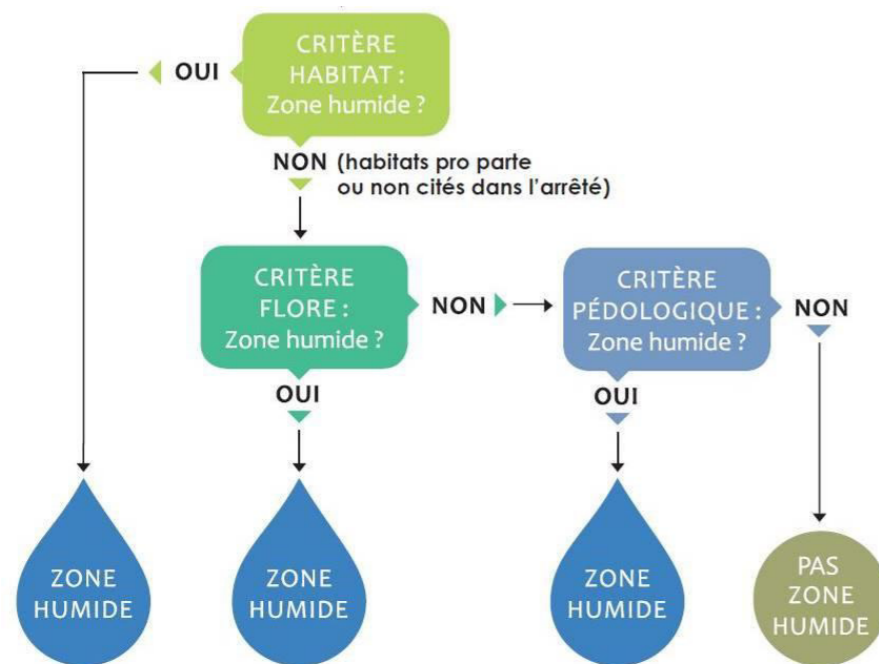 CRITÈRE
HABITAT :
Zone humide ?
OUI
NON (habitats pro parte
ou non cités dans l'arrêté)
CRITÈRE
FLORE :
Zone humide ?
NON
CRITÈRE
PÉDOLOGIQUE :
Zone humide ?
NON
OUI
OUI
ZONE
HUMIDE
ZONE
HUMIDE
ZONE
HUMIDE
PAS
ZONE
HUMIDE